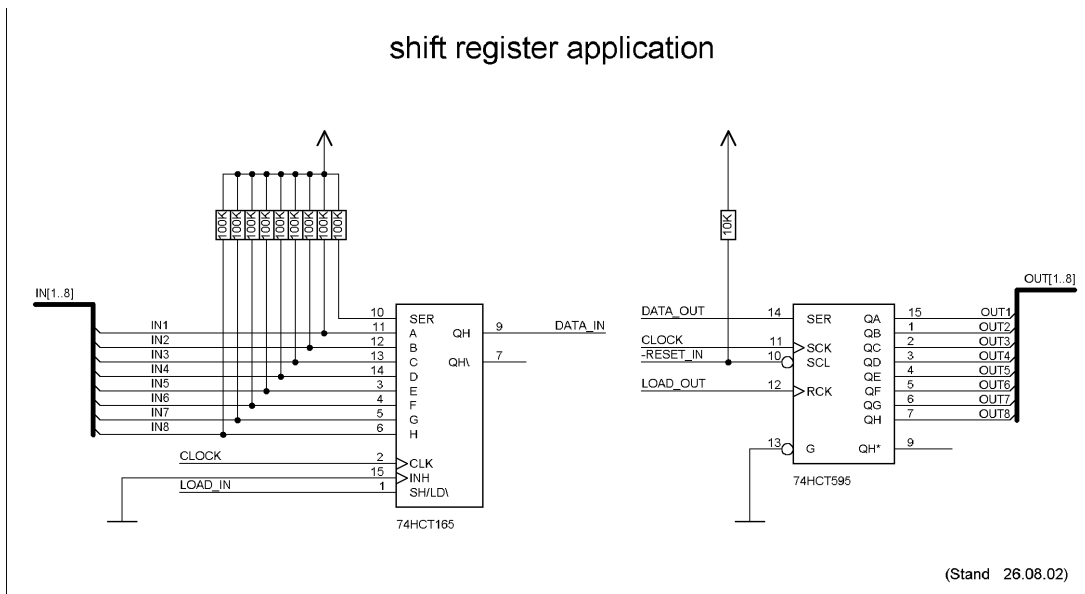 shift register application
100K 100K 100K 100K 100K 100K 100K 100K 100K
10K
IN[1..8]
IN1
IN2
IN3
IN4
IN5
IN6
IN7
IN8
CLOCK
LOAD_IN
10 SER
11 A
12 B
13 C
14 D
3 E
4 F
5 G
6 H
2 CLK
15 INH
1 SH/LD\
QH 9 DATA_IN
QH\ 7
74HCT165
DATA_OUT 14 SER
CLOCK 11 SCK
-RESET_IN 10 SCL
LOAD_OUT 12 RCK
13 G
QA 15 OUT1
QB 1 OUT2
QC 2 OUT3
QD 3 OUT4
QE 4 OUT5
QF 5 OUT6
QG 6 OUT7
QH 7 OUT8
QH* 9
OUT[1..8]
74HCT595
(Stand 26.08.02)